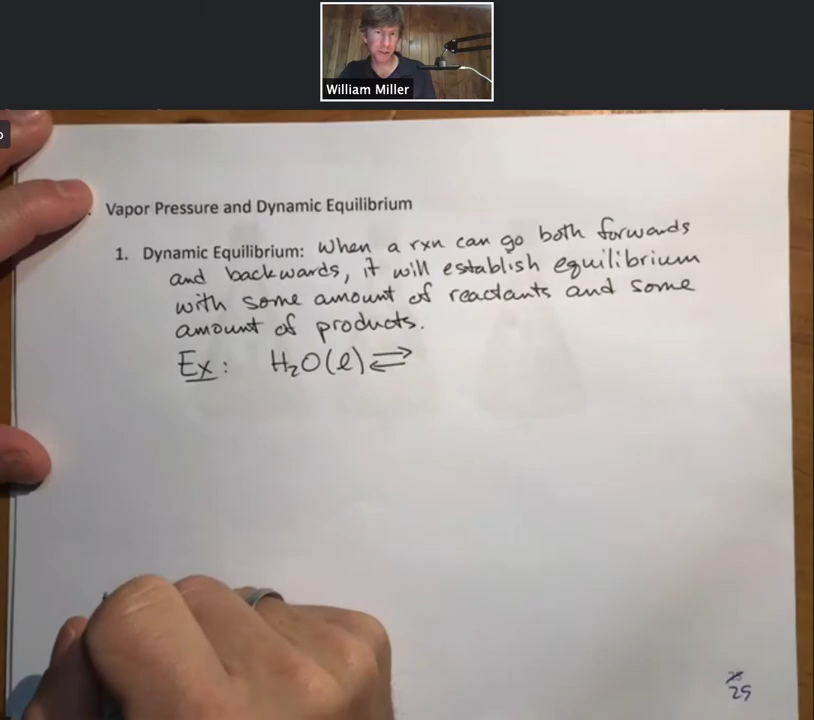 William Miller
Vapor Pressure and Dynamic Equilibrium
1. Dynamic Equilibrium: When a rxn can go both forwards
and backwards, it will establish equilibrium
with some amount of reactants and some
amount of products.
Ex: H₂O(l) ⇌
29